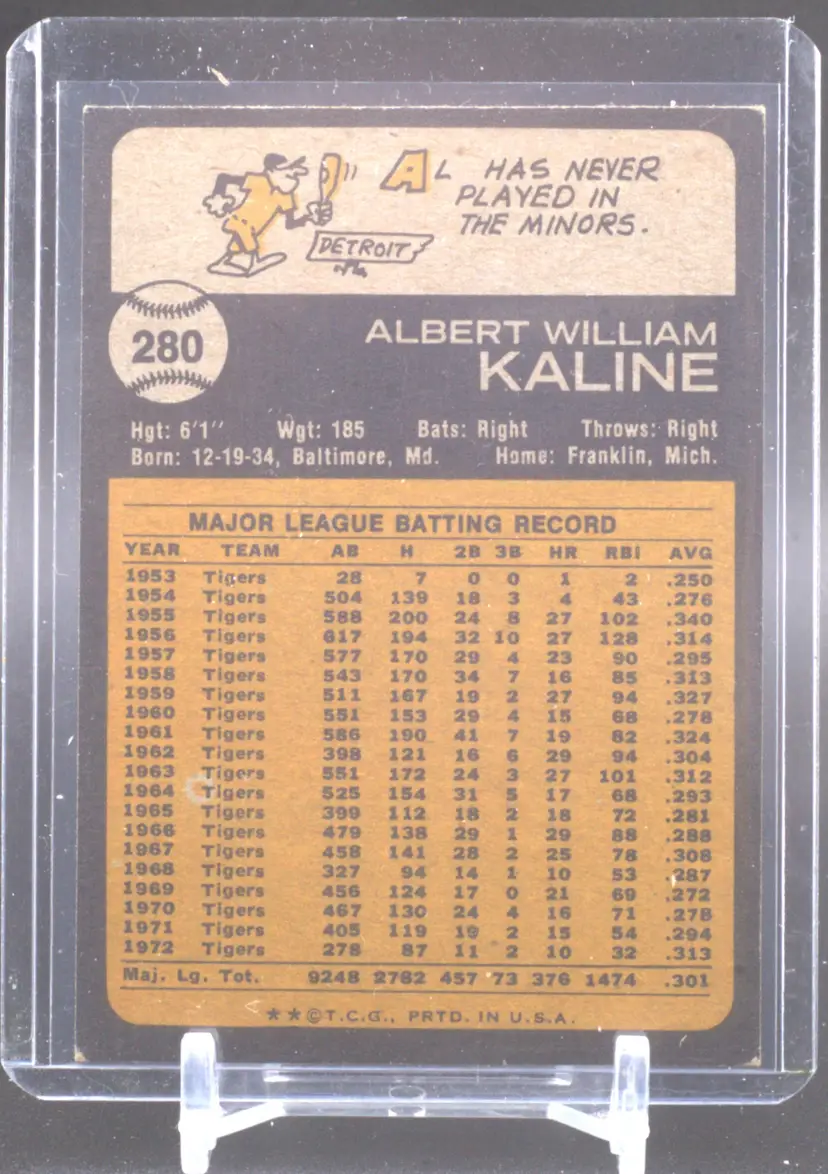 AL HAS NEVER
PLAYED IN
THE MINORS.
DETROIT
280
ALBERT WILLIAM
KALINE
Hgt: 6'1" Wgt: 185 Bats: Right Throws: Right
Born: 12-19-34, Baltimore, Md. Home: Franklin, Mich.
MAJOR LEAGUE BATTING RECORD
YEAR TEAM AB H 2B 3B HR RBI AVG
1953 Tigers 28 7 0 0 1 2 .250
1954 Tigers 504 139 18 3 4 43 .276
1955 Tigers 588 200 24 8 27 102 .340
1956 Tigers 617 194 32 10 27 128 .314
1957 Tigers 577 170 29 4 23 90 .295
1958 Tigers 543 170 34 7 16 85 .313
1959 Tigers 511 167 19 2 27 94 .327
1960 Tigers 551 153 29 4 15 68 .278
1961 Tigers 586 190 41 7 19 82 .324
1962 Tigers 398 121 16 6 29 94 .304
1963 Tigers 551 172 24 3 27 101 .312
1964 Tigers 525 154 31 5 17 68 .293
1965 Tigers 399 112 18 2 18 72 .281
1966 Tigers 479 138 29 1 29 88 .288
1967 Tigers 458 141 28 2 25 78 .308
1968 Tigers 327 94 14 1 10 53 .287
1969 Tigers 456 124 17 0 21 69 .272
1970 Tigers 467 130 24 4 16 71 .278
1971 Tigers 405 119 19 2 15 54 .294
1972 Tigers 278 87 11 2 10 32 .313
Maj. Lg. Tot. 9248 2782 457 73 376 1474 .301
**©T.C.G., PRTD. IN U.S.A.